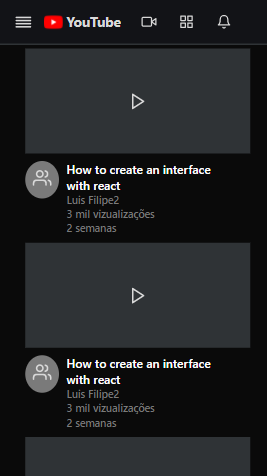 YouTube
How to create an interface
with react
Luis Filipe2
3 mil vizualizações
2 semanas
How to create an interface
with react
Luis Filipe2
3 mil vizualizações
2 semanas